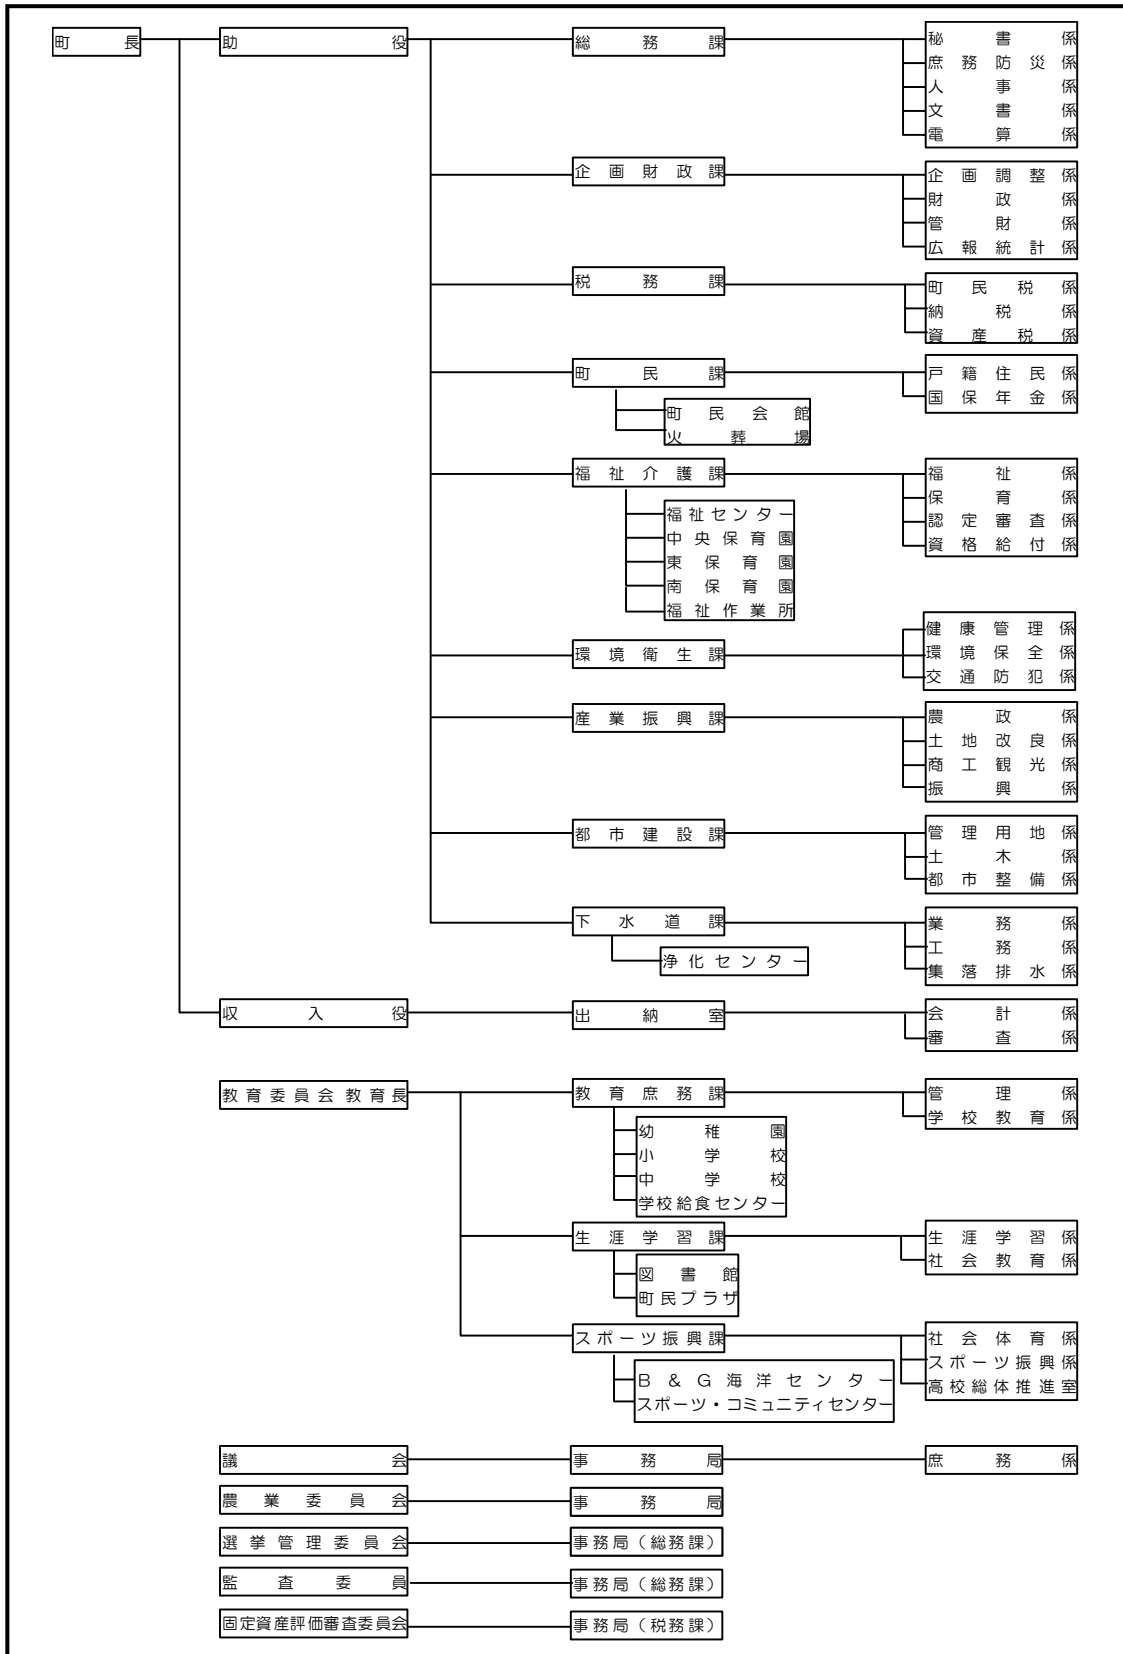 町長
助役
総務課
秘書係
庶務防災係
人事係
文書係
電算係
企画財政課
企画調整係
財政係
管財係
広報統計係
税務課
町民税係
納税係
資産税係
町民課
戸籍住民係
国保年金係
町民会館
火葬場
福祉介護課
福祉係
保育係
認定審査係
資格給付係
福祉センター
中央保育園
東保育園
南保育園
福祉作業所
環境衛生課
健康管理係
環境保全係
交通防犯係
産業振興課
農政係
土地改良係
商工観光係
振興係
都市建設課
管理用地係
土木係
都市整備係
下水道課
業務係
工務係
集落排水係
浄化センター
収入役
出納室
会計係
審査係
教育委員会教育長
教育庶務課
管理係
学校教育係
幼稚園
小学校
中学校
学校給食センター
生涯学習課
生涯学習係
社会教育係
図書館
町民プラザ
スポーツ振興課
社会体育係
スポーツ振興係
高校総体推進室
B&G海洋センター
スポーツ・コミュニティセンター
議会
事務局
庶務係
農業委員会
事務局
選挙管理委員会
事務局(総務課)
監査委員
事務局(総務課)
固定資産評価審査委員会
事務局(税務課)